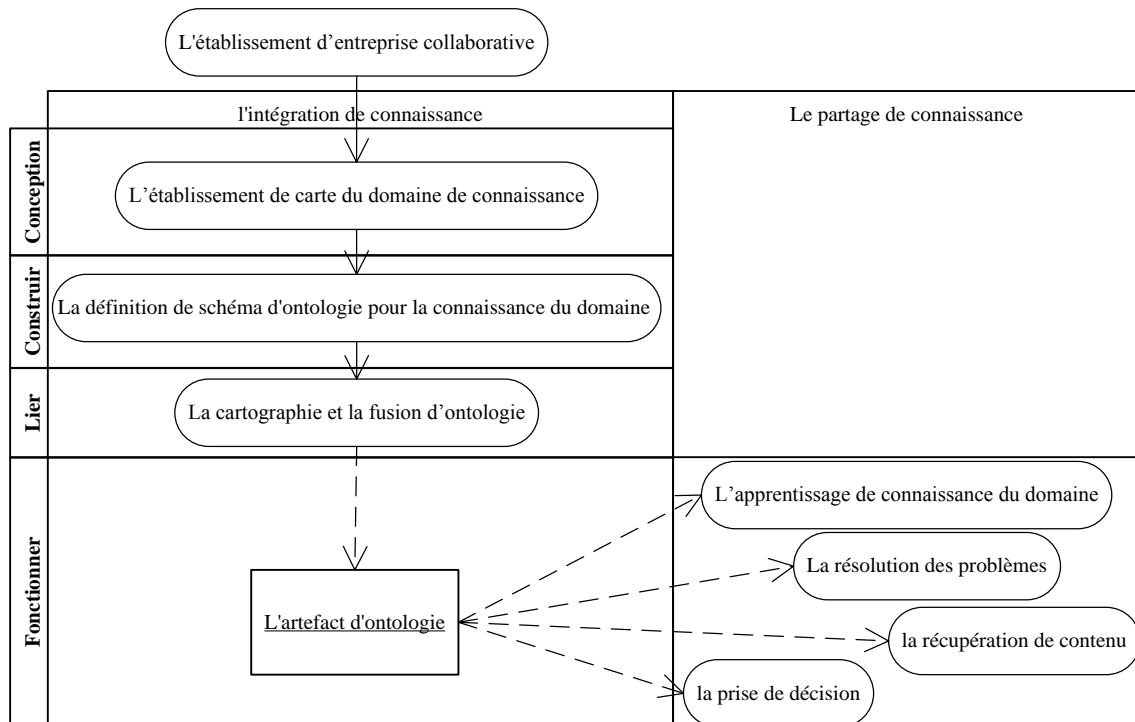 L'établissement d’entreprise collaborative
l'intégration de connaissance
Le partage de connaissance
Conception
L’établissement de carte du domaine de connaissance
Construir
La définition de schéma d'ontologie pour la connaissance du domaine
Lier
La cartographie et la fusion d’ontologie
Fonctionner
L’apprentissage de connaissance du domaine
La résolution des problèmes
L'artefact d'ontologie
la récupération de contenu
la prise de décision